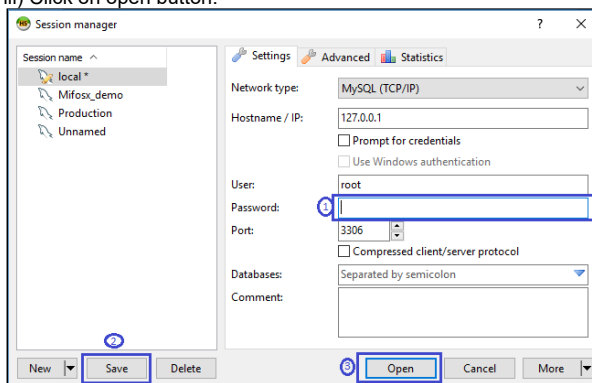 iii) Click on open button.
HS Session manager ? ×
Session name
local *
Mifosx_demo
Production
Unnamed
Settings Advanced Statistics
Network type: MySQL (TCP/IP)
Hostname / IP: 127.0.0.1
Prompt for credentials
Use Windows authentication
User: root
Password: 1
Port: 3306
Compressed client/server protocol
Databases: Separated by semicolon
Comment:
2
New Save Delete 3 Open Cancel More